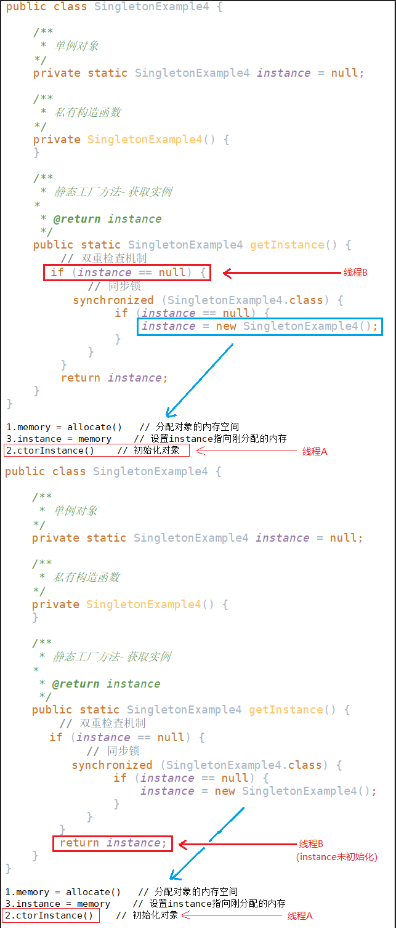 public class SingletonExample4 {
/**
* 单例对象
*/
private static SingletonExample4 instance = null;
/**
* 私有构造函数
*/
private SingletonExample4() {
}
/**
* 静态工厂方法-获取实例
*
* @return instance
*/
public static SingletonExample4 getInstance() {
// 双重检查机制
if (instance == null) { 线程B
// 同步锁
synchronized (SingletonExample4.class) {
if (instance == null) {
instance = new SingletonExample4();
}
}
}
return instance;
}
}
1.memory = allocate() // 分配对象的内存空间
3.instance = memory // 设置instance指向刚分配的内存
2.ctorInstance() // 初始化对象 线程A
public class SingletonExample4 {
/**
* 单例对象
*/
private static SingletonExample4 instance = null;
/**
* 私有构造函数
*/
private SingletonExample4() {
}
/**
* 静态工厂方法-获取实例
*
* @return instance
*/
public static SingletonExample4 getInstance() {
// 双重检查机制
if (instance == null) {
// 同步锁
synchronized (SingletonExample4.class) {
if (instance == null) {
instance = new SingletonExample4();
}
}
}
return instance; 线程B
(instance未初始化)
}
}
1.memory = allocate() // 分配对象的内存空间
3.instance = memory // 设置instance指向刚分配的内存
2.ctorInstance() // 初始化对象 线程A